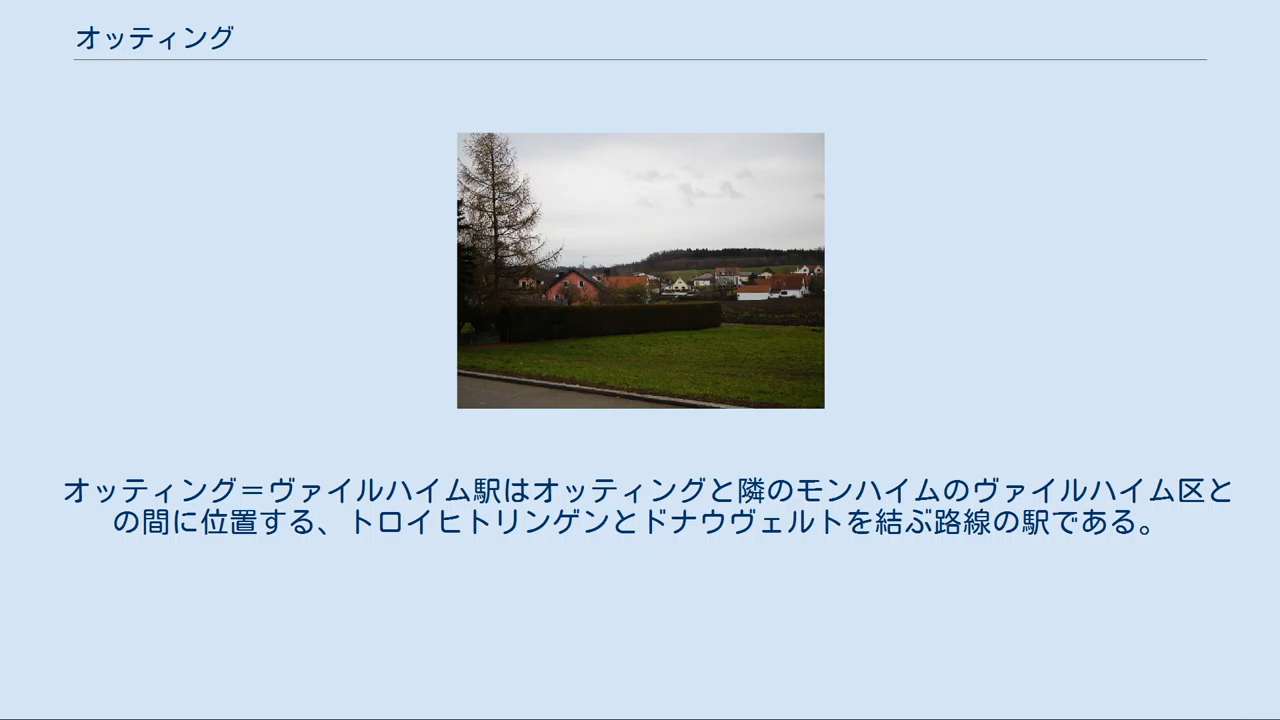 オッティング
オッティング＝ヴァイルハイム駅はオッティングと隣のモンハイムのヴァイルハイム区と
の間に位置する、トロイヒトリンゲンとドナウヴェルトを結ぶ路線の駅である。